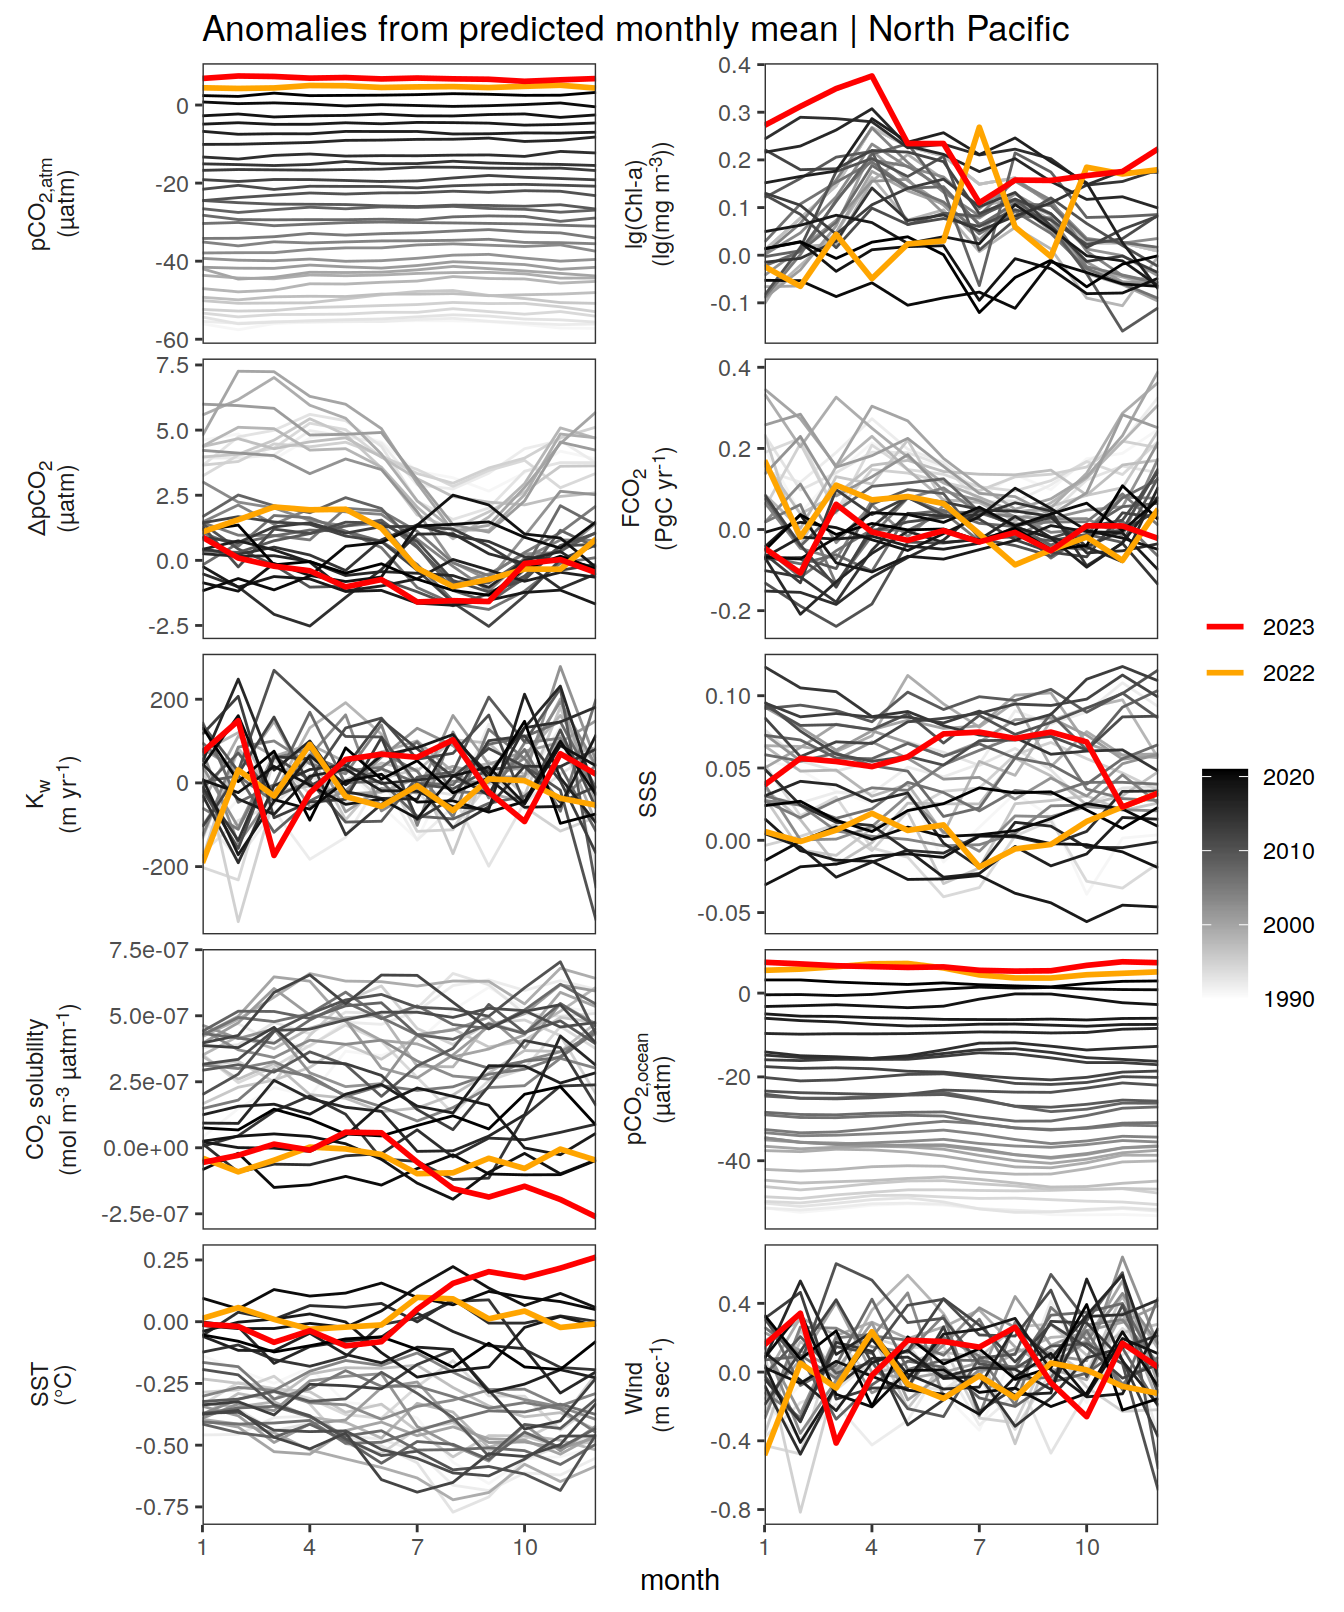 Anomalies from predicted monthly mean | North Pacific
pCO2,atm
(µatm)
0
-20
-40
-60
lg(Chl-a)
(lg(mg m-3))
0.4
0.3
0.2
0.1
0.0
-0.1
ΔpCO2
(µatm)
7.5
5.0
2.5
0.0
-2.5
FCO2
(PgC yr-1)
0.4
0.2
0.0
-0.2
Kw
(m yr-1)
200
0
-200
SSS
0.10
0.05
0.00
-0.05
CO2 solubility
(mol m-3 µatm-1)
7.5e-07
5.0e-07
2.5e-07
0.0e+00
-2.5e-07
pCO2,ocean
(µatm)
0
-20
-40
SST
(°C)
0.25
0.00
-0.25
-0.50
-0.75
Wind
(m sec-1)
0.4
0.0
-0.4
-0.8
1 4 7 10
1 4 7 10
month
2023
2022
2020
2010
2000
1990